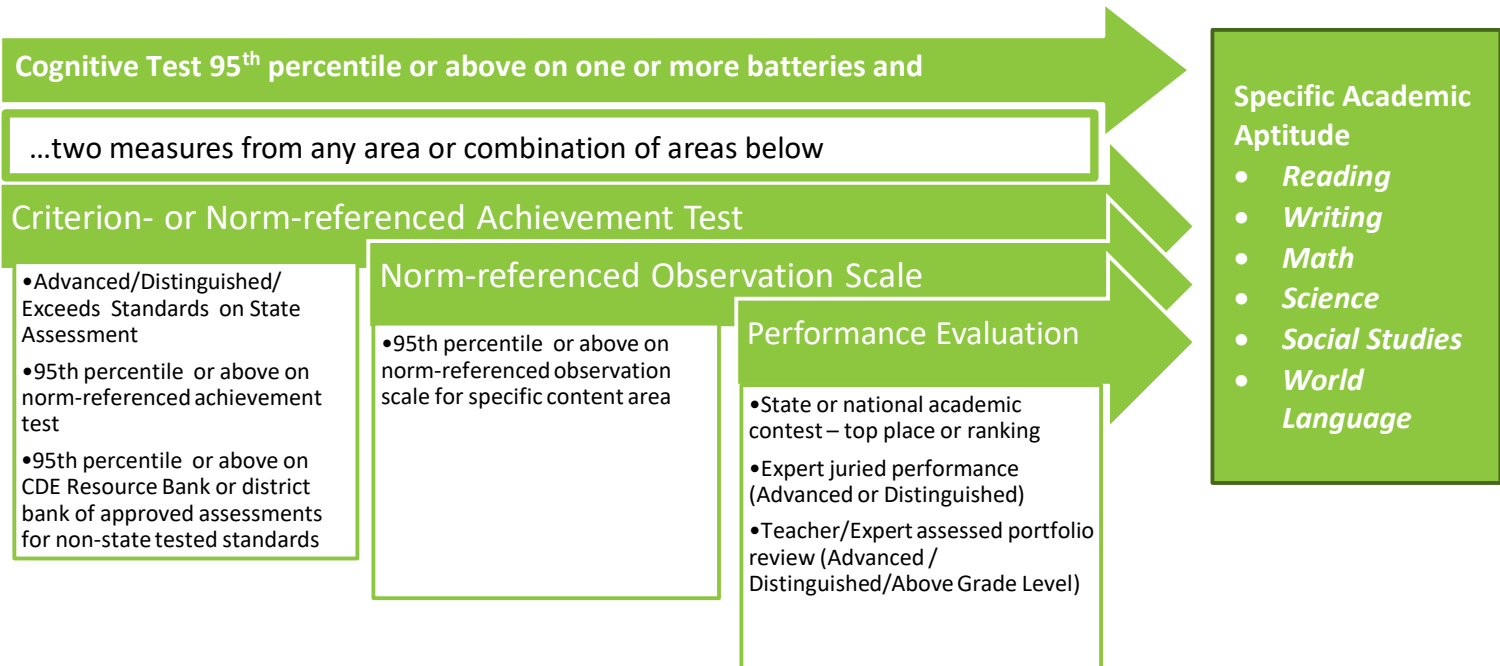 Cognitive Test 95th percentile or above on one or more batteries and
…two measures from any area or combination of areas below
Criterion- or Norm-referenced Achievement Test
•Advanced/Distinguished/
Exceeds Standards on State
Assessment
•95th percentile or above on
norm-referenced achievement
test
•95th percentile or above on
CDE Resource Bank or district
bank of approved assessments
for non-state tested standards
Norm-referenced Observation Scale
•95th percentile or above on
norm-referenced observation
scale for specific content area
Performance Evaluation
•State or national academic
contest – top place or ranking
•Expert juried performance
(Advanced or Distinguished)
•Teacher/Expert assessed portfolio
review (Advanced /
Distinguished/Above Grade Level)
Specific Academic
Aptitude
• Reading
• Writing
• Math
• Science
• Social Studies
• World
Language